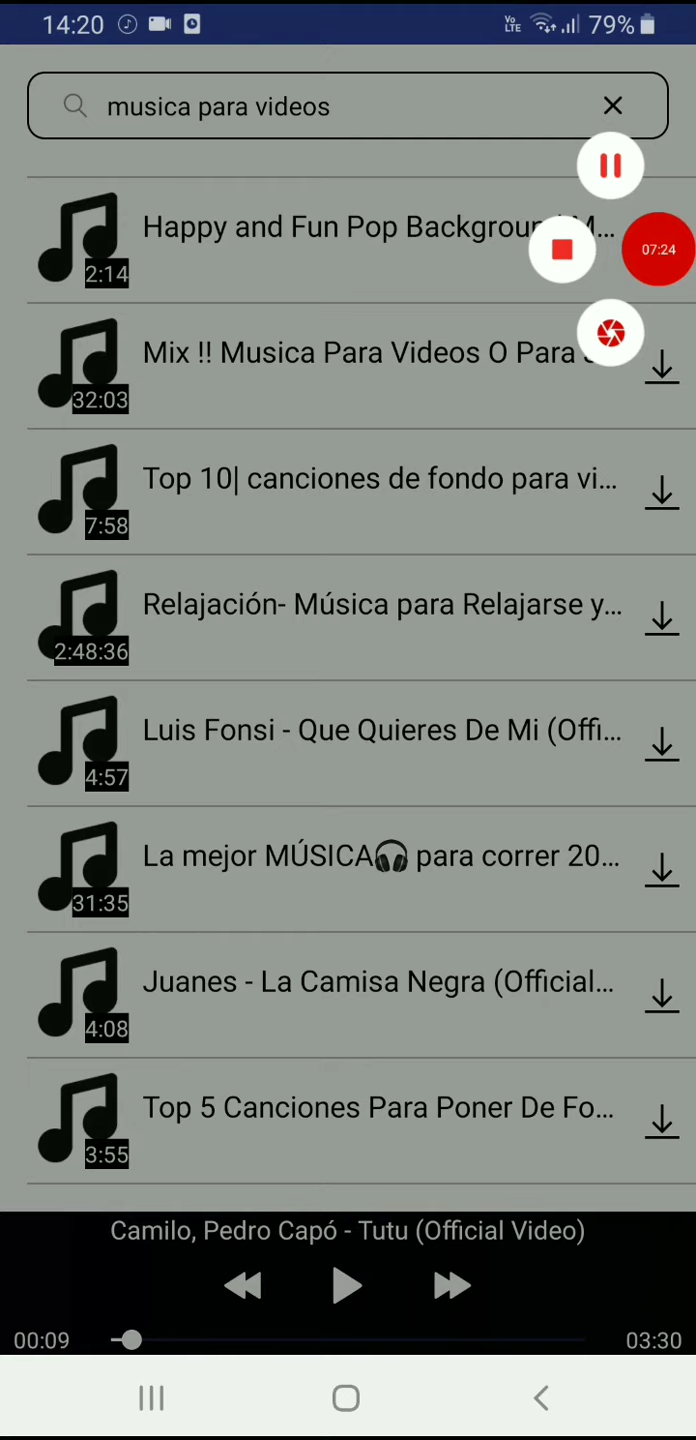 14:20 Vo LTE 79%
musica para videos
07:24
Happy and Fun Pop Background M...
2:14
Mix !! Musica Para Videos O Para
32:03
Top 10| canciones de fondo para vi...
7:58
Relajación- Música para Relajarse y...
2:48:36
Luis Fonsi - Que Quieres De Mi (Offi...
4:57
La mejor MÚSICA🎧 para correr 20...
31:35
Juanes - La Camisa Negra (Official...
4:08
Top 5 Canciones Para Poner De Fo...
3:55
Camilo, Pedro Capó - Tutu (Official Video)
00:09 03:30